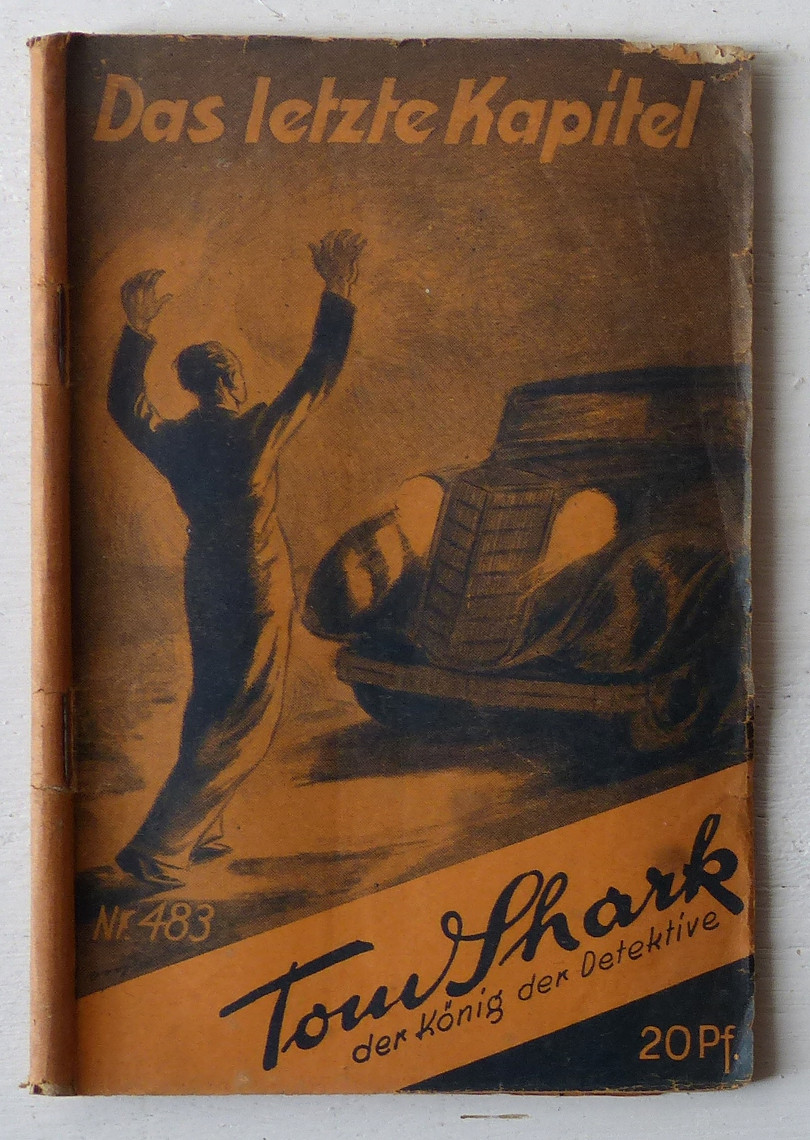 Das letzte Kapitel
Nr. 483
Tom Shark
der König der Detektive
20 Pf.